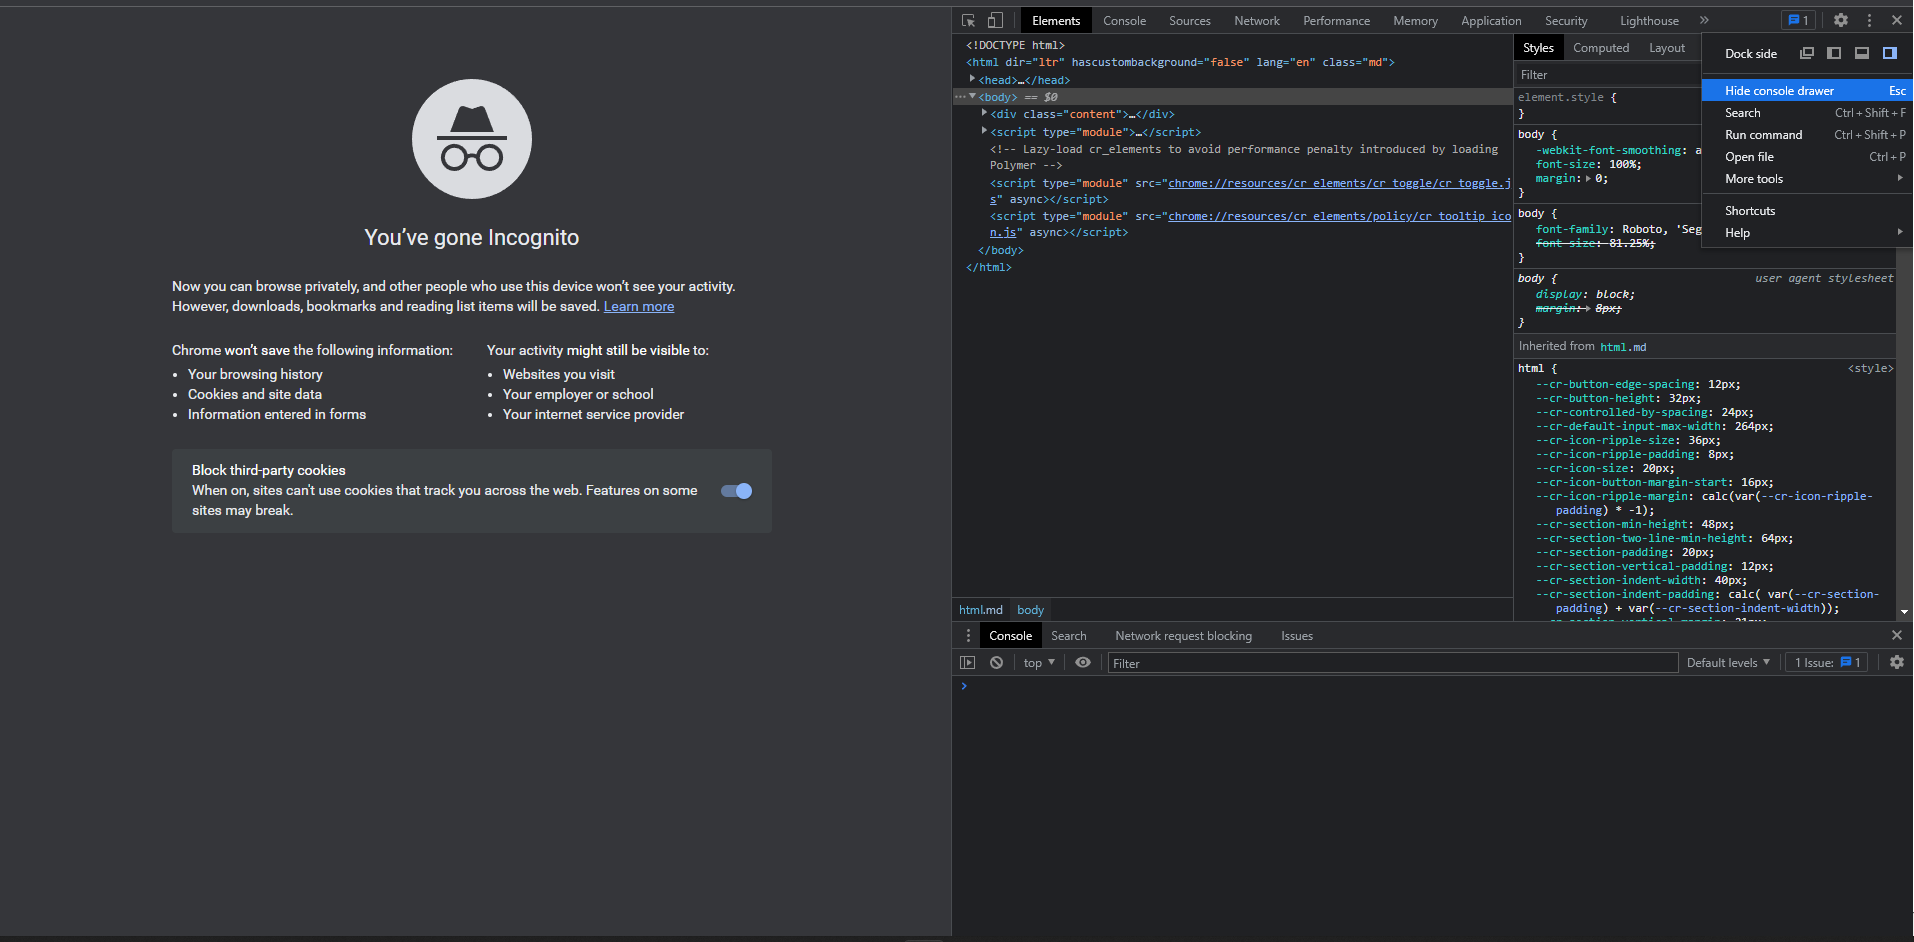 You've gone Incognito
Now you can browse privately, and other people who use this device won't see your activity.
However, downloads, bookmarks and reading list items will be saved. Learn more
Chrome won't save the following information:
Your browsing history
Cookies and site data
Information entered in forms
Your activity might still be visible to:
Websites you visit
Your employer or school
Your internet service provider
Block third-party cookies
When on, sites can't use cookies that track you across the web. Features on some
sites may break.
Elements Console Sources Network Performance Memory Application Security Lighthouse » 1
<!DOCTYPE html>
<html dir="ltr" hascustombackground="false" lang="en" class="md">
<head>…</head>
<body> == $0
<div class="content">…</div>
<script type="module">…</script>
<!-- Lazy-load cr_elements to avoid performance penalty introduced by loading
Polymer -->
<script type="module" src="chrome://resources/cr_elements/cr_toggle/cr_toggle.j
s" async></script>
<script type="module" src="chrome://resources/cr_elements/policy/cr_tooltip_ico
n.js" async></script>
</body>
</html>
html.md body
Styles Computed Layout
Filter
element.style {
}
body {
-webkit-font-smoothing: a
font-size: 100%;
margin: 0;
}
body {
font-family: Roboto, 'Seg
font-size: 81.25%;
}
body { user agent stylesheet
display: block;
margin: 8px;
}
Inherited from html.md
html { <style>
--cr-button-edge-spacing: 12px;
--cr-button-height: 32px;
--cr-controlled-by-spacing: 24px;
--cr-default-input-max-width: 264px;
--cr-icon-ripple-size: 36px;
--cr-icon-ripple-padding: 8px;
--cr-icon-size: 20px;
--cr-icon-button-margin-start: 16px;
--cr-icon-ripple-margin: calc(var(--cr-icon-ripple-
padding) * -1);
--cr-section-min-height: 48px;
--cr-section-two-line-min-height: 64px;
--cr-section-padding: 20px;
--cr-section-vertical-padding: 12px;
--cr-section-indent-width: 40px;
--cr-section-indent-padding: calc( var(--cr-section-
padding) + var(--cr-section-indent-width));
Dock side
Hide console drawer Esc
Search Ctrl + Shift + F
Run command Ctrl + Shift + P
Open file Ctrl + P
More tools
Shortcuts
Help
Console Search Network request blocking Issues
top Filter Default levels 1 Issue: 1